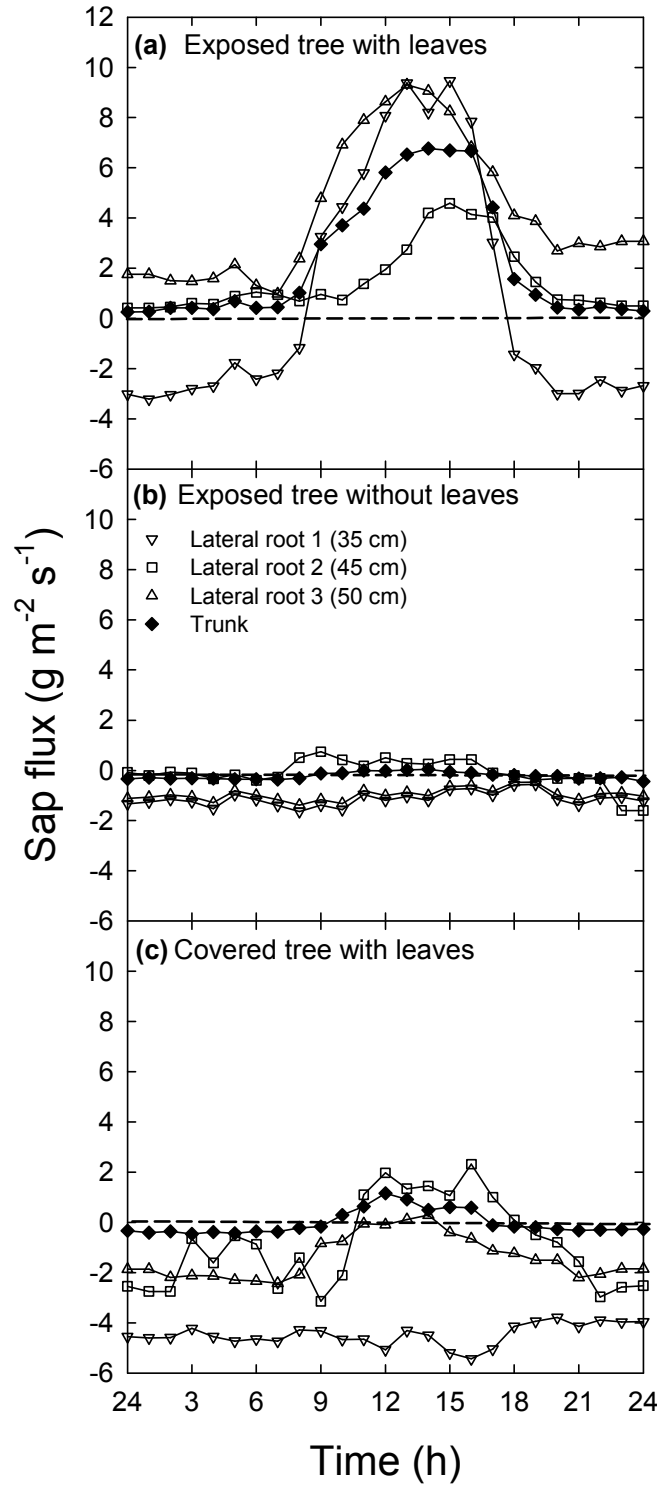 (a) Exposed tree with leaves
12
10
8
6
4
2
0
-2
-4
-6
(b) Exposed tree without leaves
Lateral root 1 (35 cm)
Lateral root 2 (45 cm)
Lateral root 3 (50 cm)
Trunk
10
8
6
4
2
0
-2
-4
-6
Sap flux (g m-2 s-1)
(c) Covered tree with leaves
10
8
6
4
2
0
-2
-4
-6
24 3 6 9 12 15 18 21 24
Time (h)